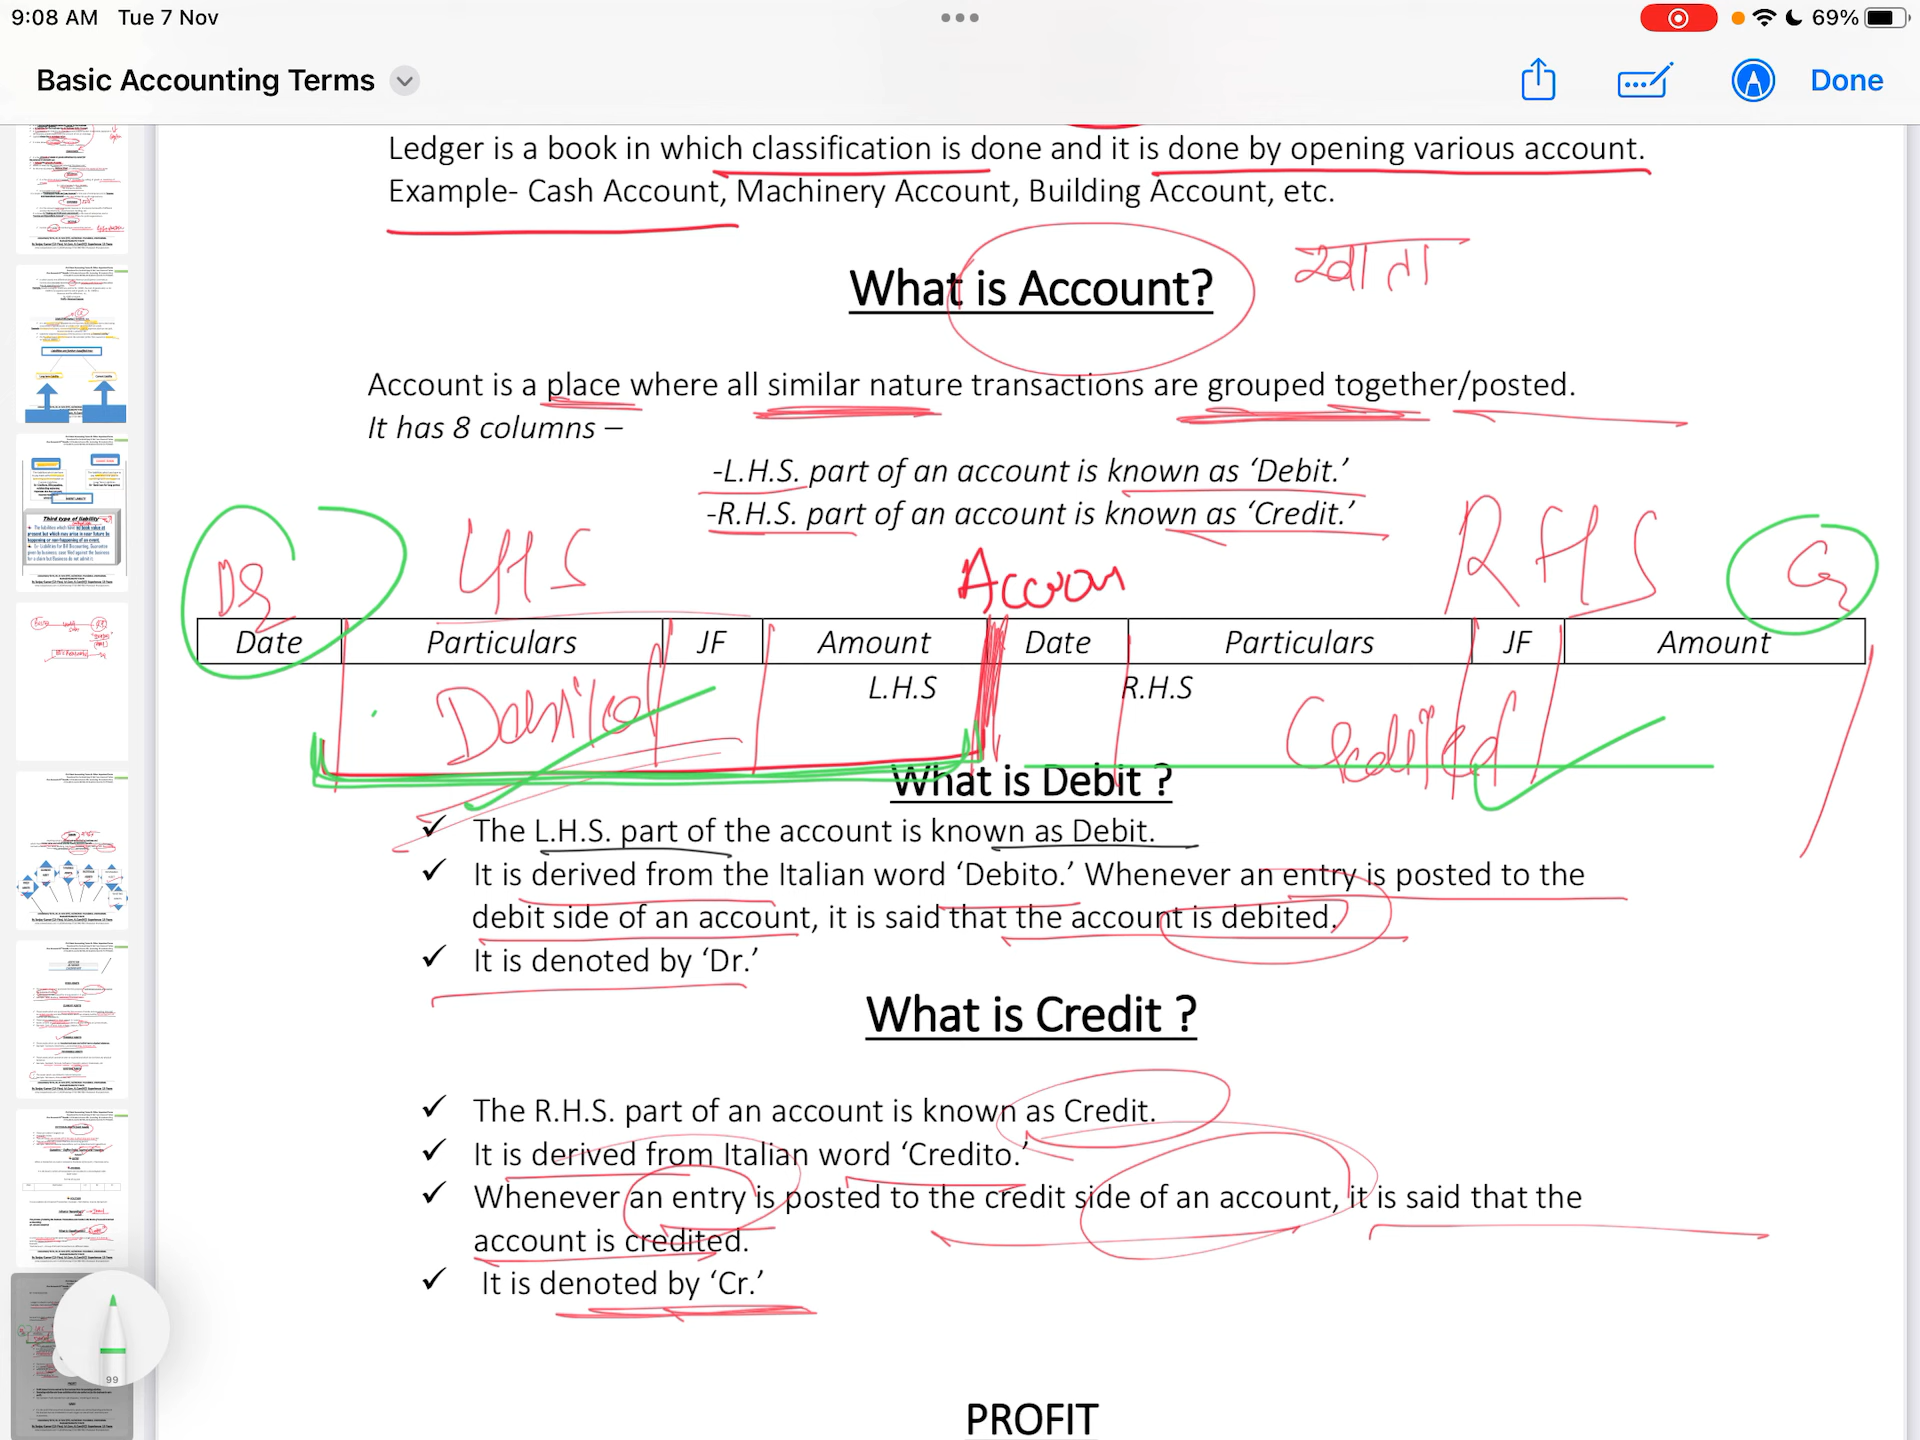 9:08 AM Tue 7 Nov
69%
Basic Accounting Terms
Done
Ledger is a book in which classification is done and it is done by opening various account.
Example- Cash Account, Machinery Account, Building Account, etc.
What is Account?
खाता
Account is a place where all similar nature transactions are grouped together/posted.
It has 8 columns –
-L.H.S. part of an account is known as ‘Debit.’
-R.H.S. part of an account is known as ‘Credit.’
Dr LHS Accoun RHS Cr
Date Particulars JF Amount Date Particulars JF Amount
L.H.S R.H.S
Debited Credited
What is Debit ?
✓ The L.H.S. part of the account is known as Debit.
✓ It is derived from the Italian word ‘Debito.’ Whenever an entry is posted to the
debit side of an account, it is said that the account is debited.
✓ It is denoted by ‘Dr.’
What is Credit ?
✓ The R.H.S. part of an account is known as Credit.
✓ It is derived from Italian word ‘Credito.’
✓ Whenever an entry is posted to the credit side of an account, it is said that the
account is credited.
✓ It is denoted by ‘Cr.’
99
PROFIT
Third type of liability